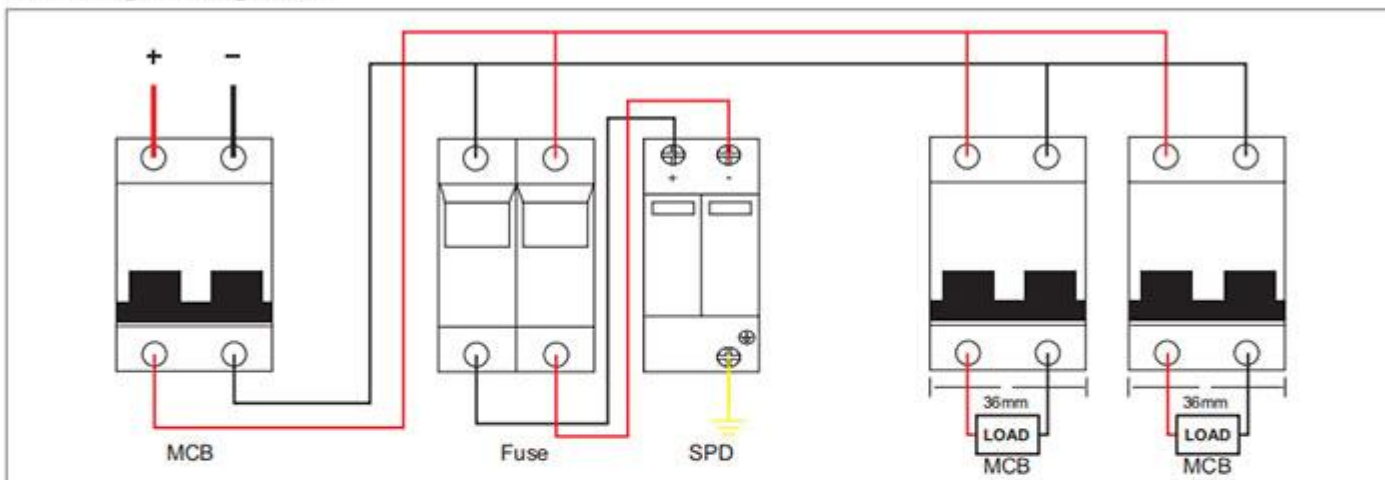 + −
+ -
36mm 36mm
LOAD LOAD
MCB Fuse SPD MCB MCB